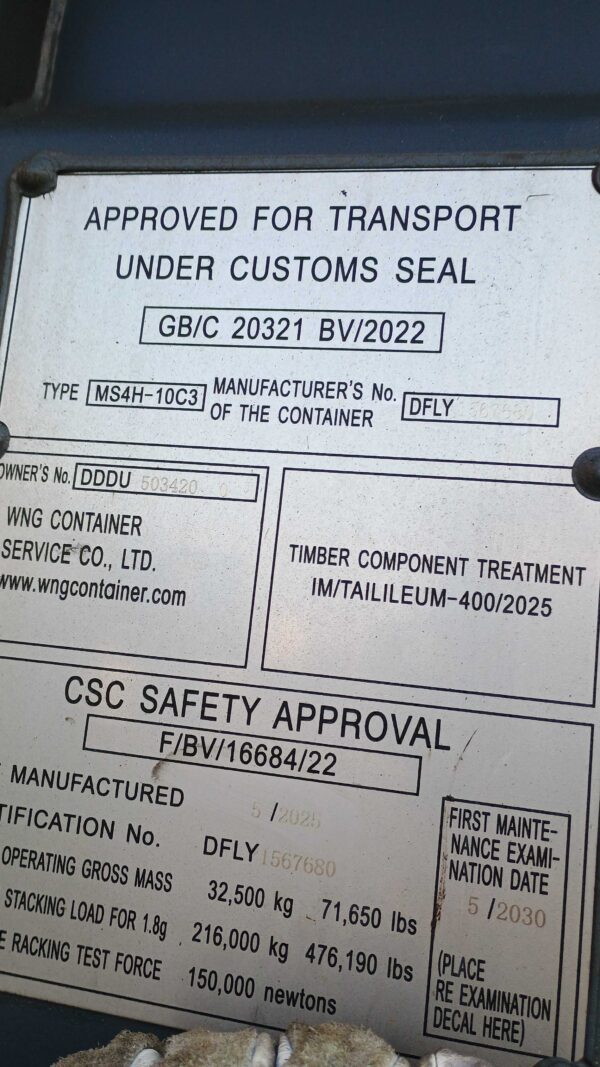 APPROVED FOR TRANSPORT
UNDER CUSTOMS SEAL
GB/C 20321 BV/2022
TYPE MS4H-10C3 MANUFACTURER'S No. OF THE CONTAINER DFLY
OWNER'S No. DDDU 503420 0
WNG CONTAINER
SERVICE CO., LTD.
www.wngcontainer.com
TIMBER COMPONENT TREATMENT
IM/TAILILEUM-400/2025
CSC SAFETY APPROVAL
F/BV/16684/22
MANUFACTURED 5 / 2025
TIFICATION No. DFLY 1567680
OPERATING GROSS MASS 32,500 kg 71,650 lbs
STACKING LOAD FOR 1.8g 216,000 kg 476,190 lbs
E RACKING TEST FORCE 150,000 newtons
FIRST MAINTE-
NANCE EXAMI-
NATION DATE
5 / 2030
(PLACE
RE EXAMINATION
DECAL HERE)